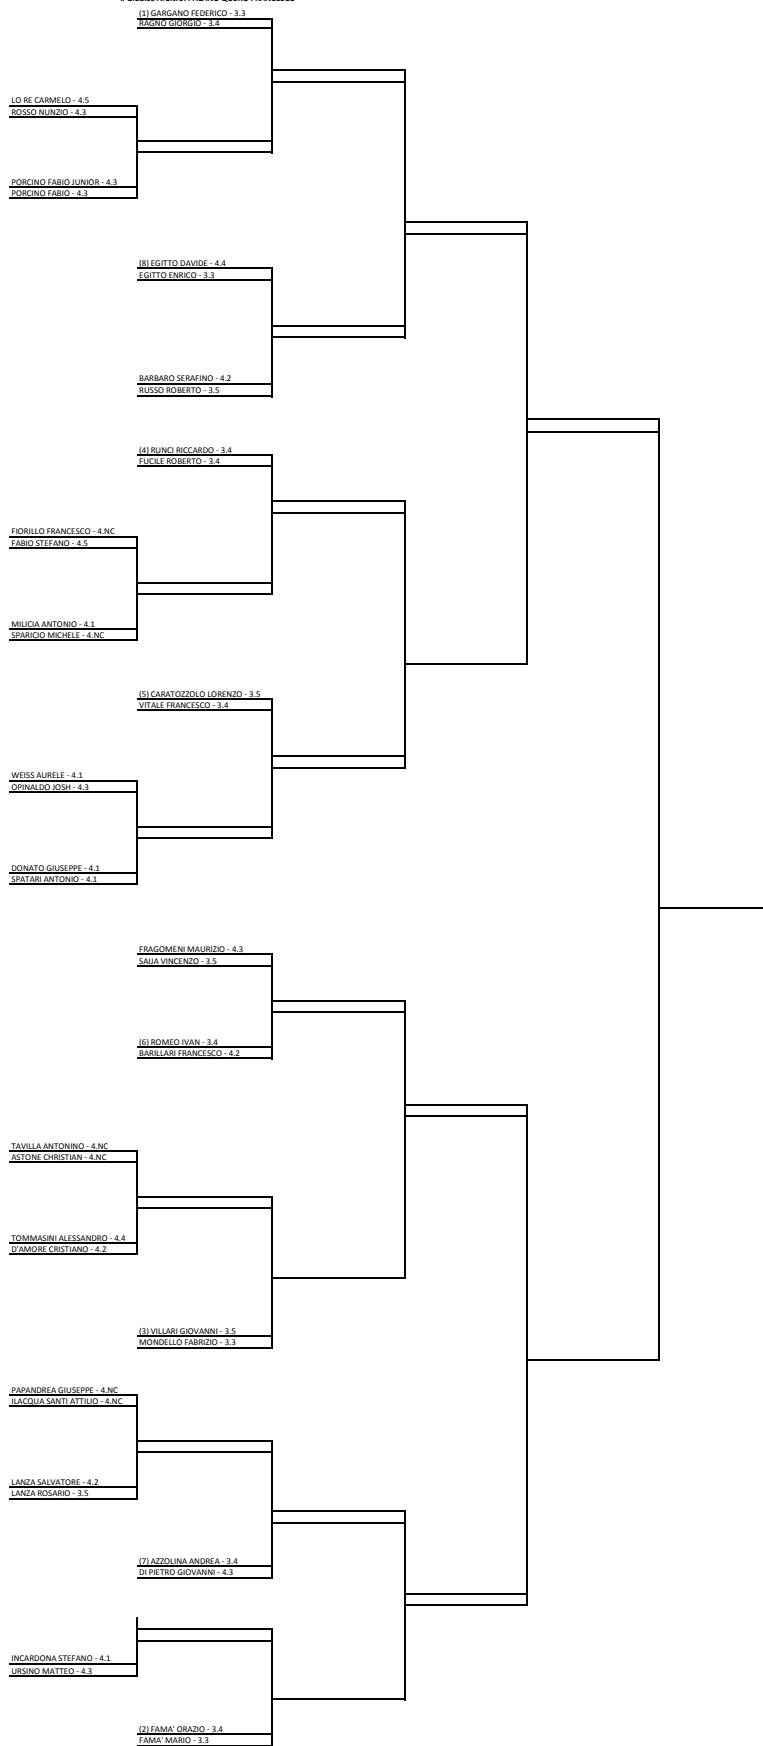 (1) GARGANO FEDERICO - 3.3
RAGNO GIORGIO - 3.4
LO RE CARMELO - 4.5
ROSSO NUNZIO - 4.3
PORCINO FABIO JUNIOR - 4.3
PORCINO FABIO - 4.3
(8) EGITTO DAVIDE - 4.4
EGITTO ENRICO - 3.3
BARBARO SERAFINO - 4.2
RUSSO ROBERTO - 3.5
(4) RUNCI RICCARDO - 3.4
FUCILE ROBERTO - 3.4
FIORILLO FRANCESCO - 4.NC
FABIO STEFANO - 4.5
MILICIA ANTONIO - 4.1
SPARICIO MICHELE - 4.NC
(5) CARATOZZOLO LORENZO - 3.5
VITALE FRANCESCO - 3.4
WEISS AURELE - 4.1
OPINALDO JOSH - 4.3
DONATO GIUSEPPE - 4.1
SPATARI ANTONIO - 4.1
FRAGOMENI MAURIZIO - 4.3
SAIJA VINCENZO - 3.5
(6) ROMEO IVAN - 3.4
BARILLARI FRANCESCO - 4.2
TAVILLA ANTONINO - 4.NC
ASTONE CHRISTIAN - 4.NC
TOMMASINI ALESSANDRO - 4.4
D'AMORE CRISTIANO - 4.2
(3) VILLARI GIOVANNI - 3.5
MONDELLO FABRIZIO - 3.3
PAPANDREA GIUSEPPE - 4.NC
ILACQUA SANTI ATTILIO - 4.NC
LANZA SALVATORE - 4.2
LANZA ROSARIO - 3.5
(7) AZZOLINA ANDREA - 3.4
DI PIETRO GIOVANNI - 4.3
INCARDONA STEFANO - 4.1
URSINO MATTEO - 4.3
(2) FAMA' ORAZIO - 3.4
FAMA' MARIO - 3.3